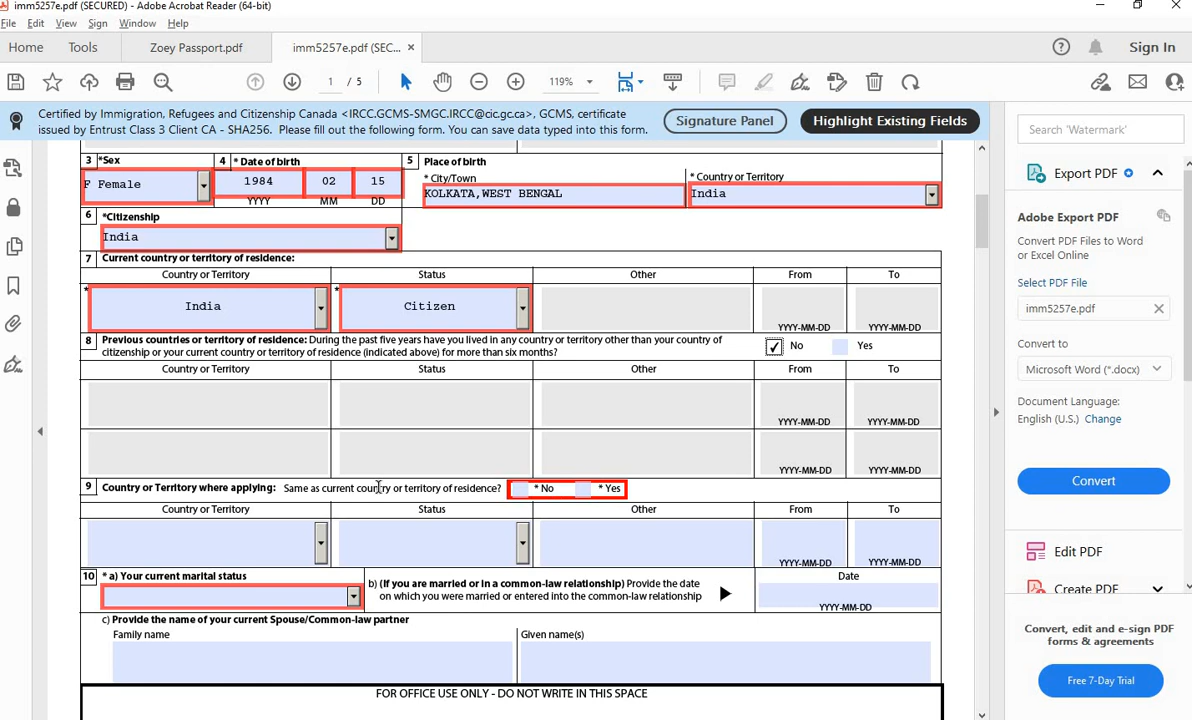 imm5257e.pdf (SECURED) - Adobe Acrobat Reader (64-bit)
File Edit View Sign Window Help
Home Tools Zoey Passport.pdf imm5257e.pdf (SEC... ×
1 / 5 119%
Sign In
Certified by Immigration, Refugees and Citizenship Canada <IRCC.GCMS-SMGC.IRCC@cic.gc.ca>, GCMS, certificate
issued by Entrust Class 3 Client CA - SHA256. Please fill out the following form. You can save data typed into this form.
Signature Panel
Highlight Existing Fields
3 *Sex
F Female
4 * Date of birth
1984 02 15
YYYY MM DD
5 Place of birth
* City/Town
KOLKATA,WEST BENGAL
* Country or Territory
India
6 *Citizenship
India
7 Current country or territory of residence:
Country or Territory Status Other From To
* India * Citizen
YYYY-MM-DD YYYY-MM-DD
8 Previous countries or territory of residence: During the past five years have you lived in any country or territory other than your country of
citizenship or your current country or territory of residence (indicated above) for more than six months?
✓ No Yes
Country or Territory Status Other From To
YYYY-MM-DD YYYY-MM-DD
YYYY-MM-DD YYYY-MM-DD
9 Country or Territory where applying: Same as current country or territory of residence? * No * Yes
Country or Territory Status Other From To
YYYY-MM-DD YYYY-MM-DD
10 * a) Your current marital status
b) (If you are married or in a common-law relationship) Provide the date
on which you were married or entered into the common-law relationship
Date
YYYY-MM-DD
c) Provide the name of your current Spouse/Common-law partner
Family name Given name(s)
FOR OFFICE USE ONLY - DO NOT WRITE IN THIS SPACE
Search 'Watermark'
Export PDF
Adobe Export PDF
Convert PDF Files to Word
or Excel Online
Select PDF File
imm5257e.pdf
Convert to
Microsoft Word (*.docx)
Document Language:
English (U.S.) Change
Convert
Edit PDF
Create PDF
Convert, edit and e-sign PDF
forms & agreements
Free 7-Day Trial